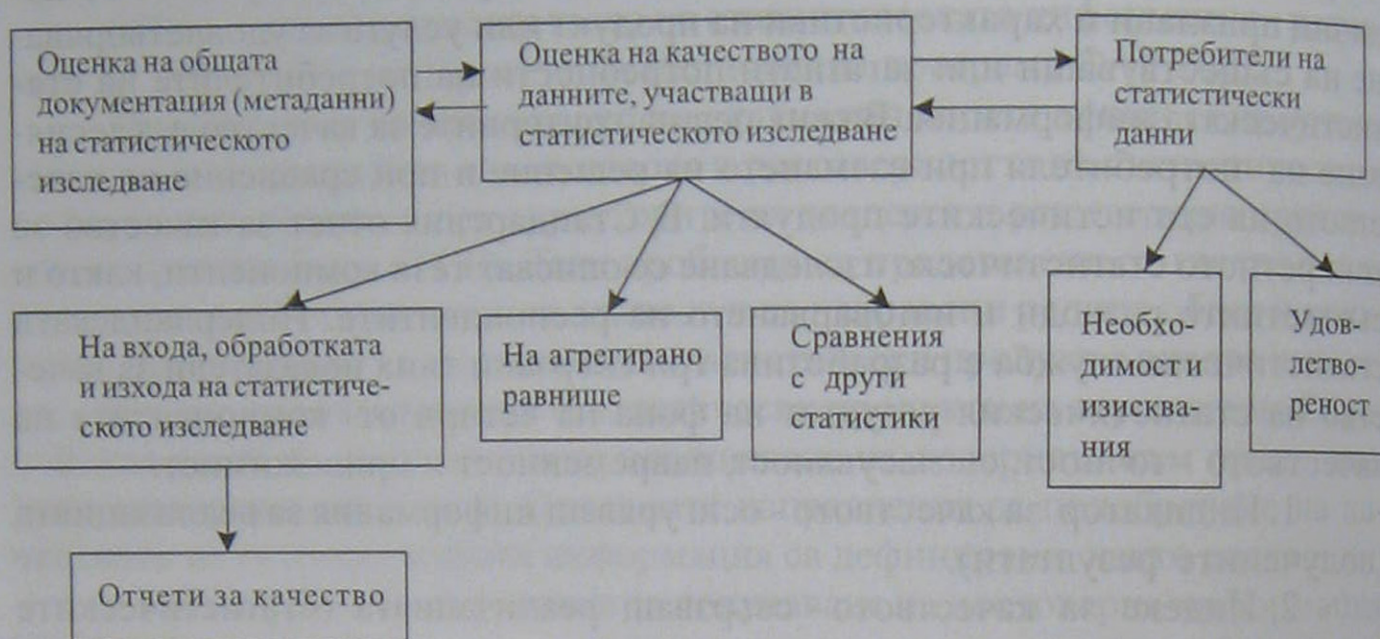 Оценка на общата
документация (метаданни)
на статистическото
изследване
Оценка на качеството на
данните, участващи в
статистическото изследване
Потребители на
статистически
данни
На входа, обработката
и изхода на статистиче-
ското изследване
На агрегирано
равнище
Сравнения
с други
статистики
Необхо-
димост и
изисква-
ния
Удов-
летво-
реност
Отчети за качество